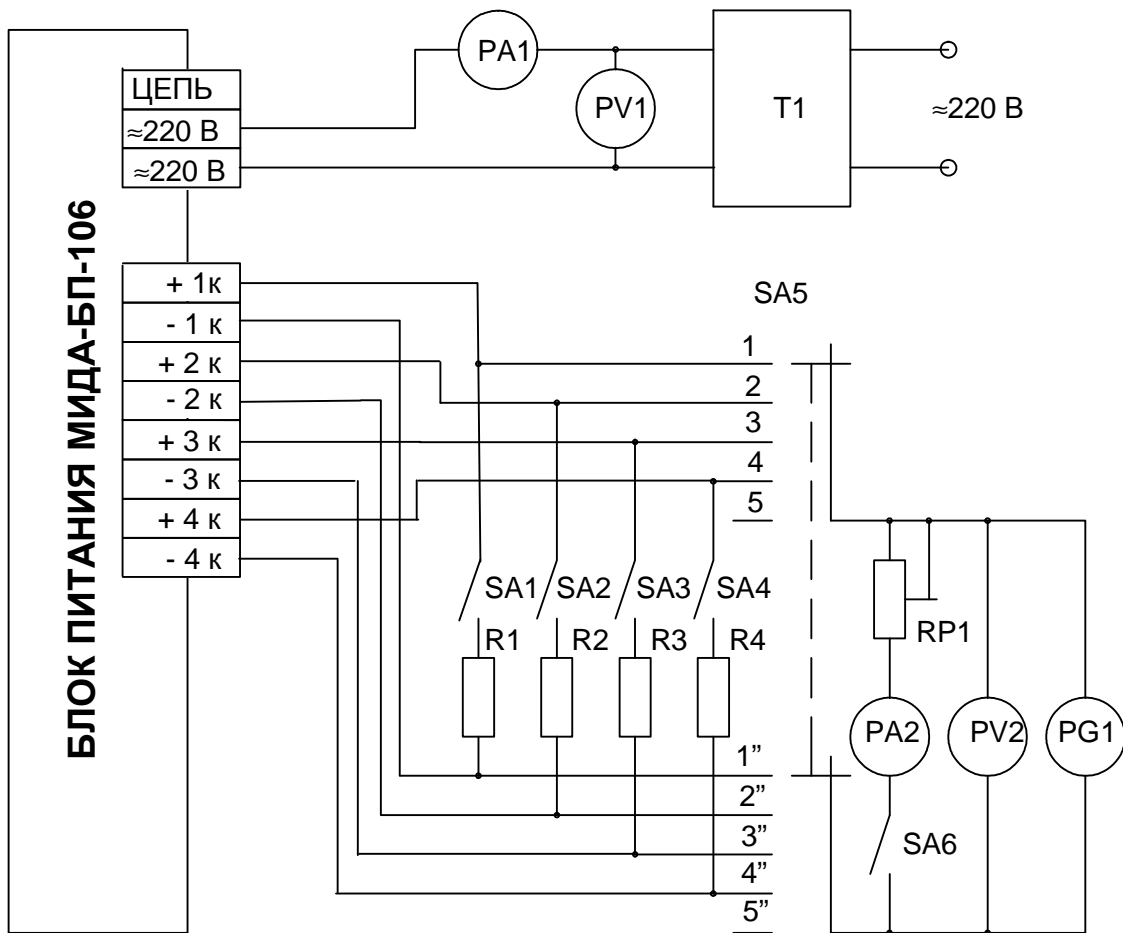 БЛОК ПИТАНИЯ МИДА-БП-106
ЦЕПЬ
≈220 В
≈220 В
PA1
PV1
T1
≈220 В
+ 1к
- 1 к
+ 2 к
- 2 к
+ 3 к
- 3 к
+ 4 к
- 4 к
SA5
1
2
3
4
5
SA1
SA2
SA3
SA4
R1
R2
R3
R4
RP1
PA2
PV2
PG1
1”
2”
3”
4”
5”
SA6